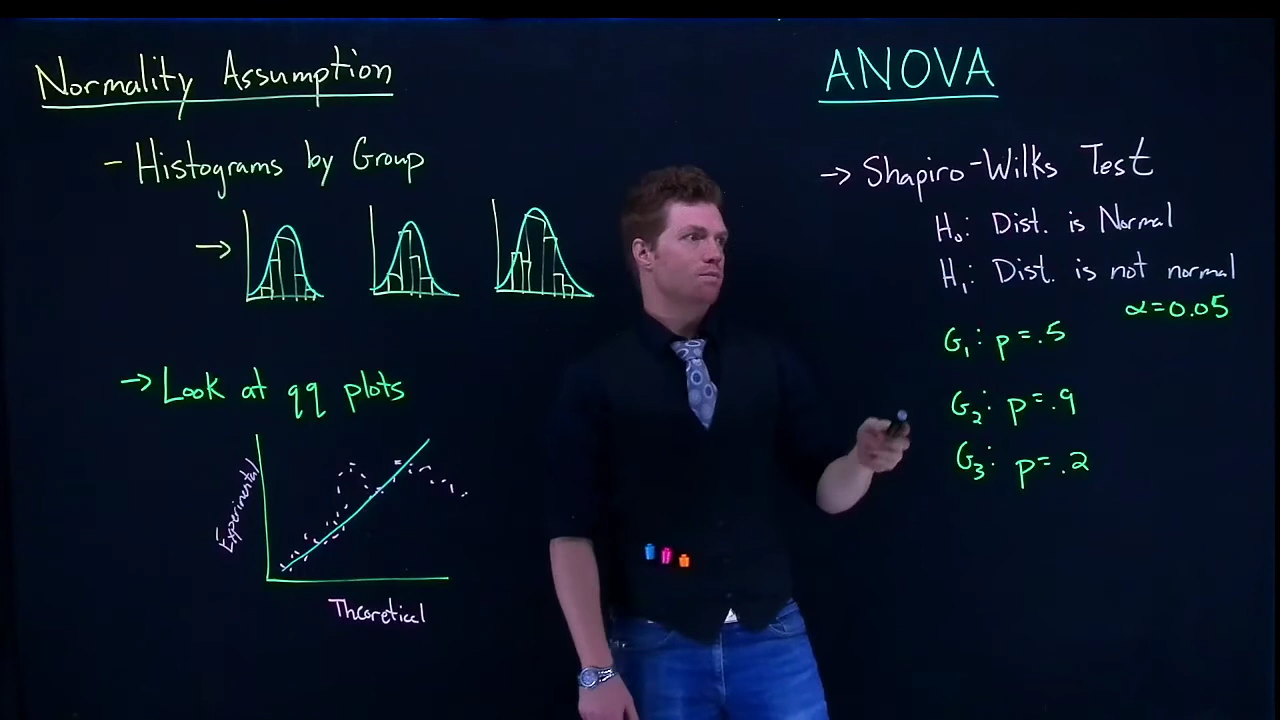 Normality Assumption
- Histograms by Group
→ Look at qq plots
Experimental
Theoretical
ANOVA
→ Shapiro-Wilks Test
H₀: Dist. is Normal
H₁: Dist. is not normal
α=0.05
G₁: p=.5
G₂: p=.9
G₃: p=.2